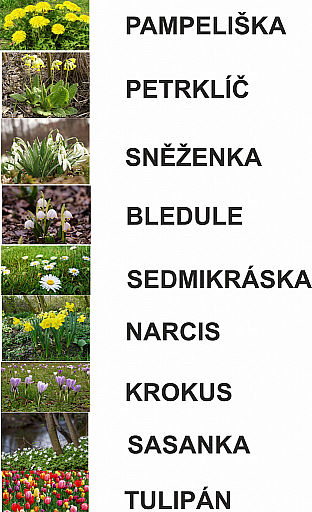 PAMPELIŠKA
PETRKLÍČ
SNĚŽENKA
BLEDULE
SEDMIKRÁSKA
NARCIS
KROKUS
SASANKA
TULIPÁN